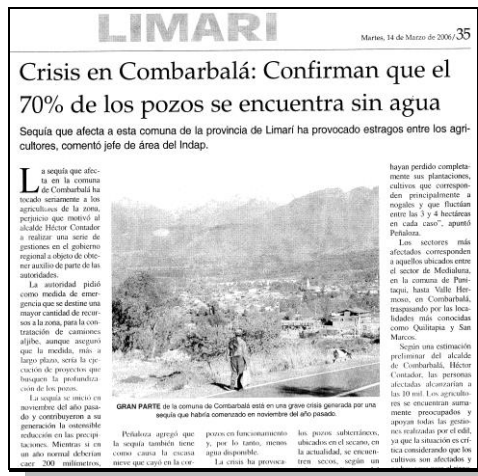 LIMARI
Martes, 14 de Marzo de 2006/35
Crisis en Combarbalá: Confirman que el
70% de los pozos se encuentra sin agua
Sequía que afecta a esta comuna de la provincia de Limarí ha provocado estragos entre los agri-
cultores, comentó jefe de área del Indap.
La sequía que afec-
ta en la comuna
de Combarbalá ha
tocado seriamente a los
agricultores de la zona,
perjuicio que motivó al
alcalde Héctor Contador
a realizar una serie de
gestiones en el gobierno
regional a objeto de obte-
ner auxilio de parte de las
autoridades.
La autoridad pidió
como medida de emer-
gencia que se destine una
mayor cantidad de recur-
sos a la zona, para la con-
tratación de camiones
aljibe, aunque aseguró
que la medida, más a
largo plazo, sería la eje-
cución de proyectos que
busquen la profundiza-
ción de los pozos.
La sequía se inició en
noviembre del año pasa-
do y contribuyeron a su
generación la ostensible
reducción en las precipi-
taciones. Mientras si en
un año normal deberían
caer 200 milímetros,
GRAN PARTE de la comuna de Combarbalá está en una grave crisis generada por una
sequía que habría comenzado en noviembre del año pasado.
Peñaloza agregó que
la sequía también tiene
como causa la escasa
nieve que cayó en la cor-
pozos en funcionamiento
y, por lo tanto, menos
agua disponible.
La crisis ha provoca-
los pozos subterráneos,
ubicados en el secano, en
la actualidad, se encuen-
tren secos, según un
hayan perdido completa-
mente sus plantaciones,
cultivos que correspon-
den principalmente a
nogales y que fluctúan
entre las 3 y 4 hectáreas
en cada caso", apuntó
Peñaloza.
Los sectores más
afectados corresponden
a aquellos ubicados entre
el sector de Medialuna,
en la comuna de Puni-
taqui, hasta Valle Her-
moso, en Combarbalá,
traspasando por las loca-
lidades más conocidas
como Quilitapia y San
Marcos.
Según una estimación
preliminar del alcalde
de Combarbalá, Héctor
Contador, las personas
afectadas alcanzarían a
las 10 mil. Los agriculto-
res se encuentran suma-
mente preocupados y
apoyan todas las gestio-
nes realizadas por el edil,
ya que la situación es crí-
tica considerando que los
cultivos son afectados y